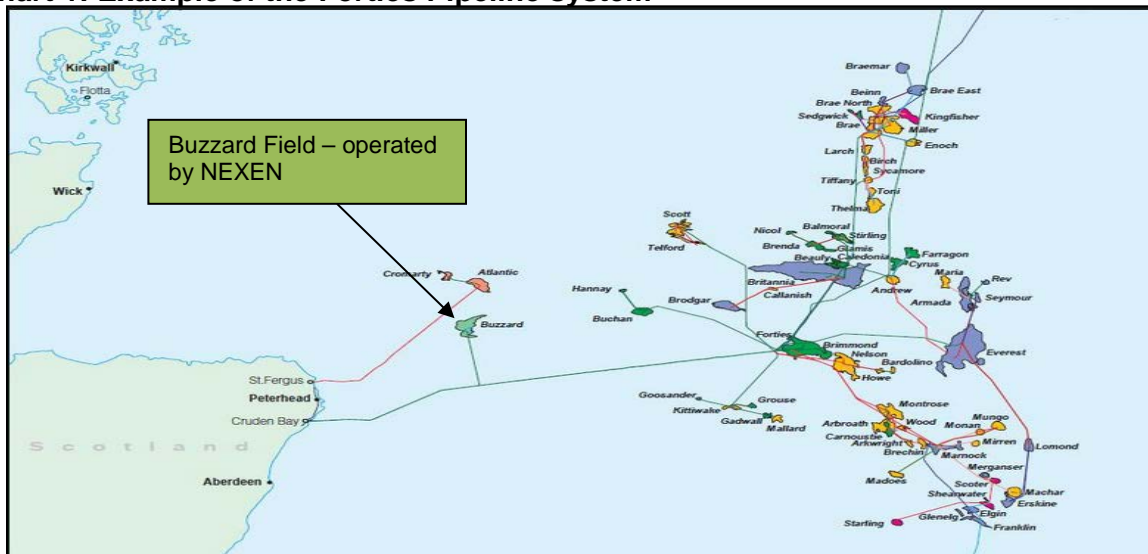 Example of the Forties Pipeline System
Kirkwall
Flotta
Wick
Buzzard Field – operated
by NEXEN
Braemar
Beinn
Brae East
Brae North
Sedgwick
Kingfisher
Brae
Miller
Enoch
Larch
Birch
Sycamore
Tiffany
Toni
Thelma
Scott
Telford
Nicol
Balmoral
Stirling
Brenda
Glamis
Beauly
Caledonia
Farragon
Cyrus
Cromarty
Atlantic
Britannia
Maria
Rev
Andrew
Hannay
Callanish
Armada
Seymour
Brodgar
Buchan
Buzzard
Forties
Brimmond
Nelson
Bardolino
Everest
Howe
St.Fergus
Peterhead
Cruden Bay
Goosander
Grouse
Kittiwake
Gadwall
Mallard
Montrose
Arbroath
Wood
Mungo
Carnoustie
Monan
Arkwright
Mirren
Brechin
Marnock
Lomond
Scotland
Aberdeen
Madoes
Merganser
Scoter
Shearwater
Machar
Erskine
Starling
Glenelg
Elgin
Franklin